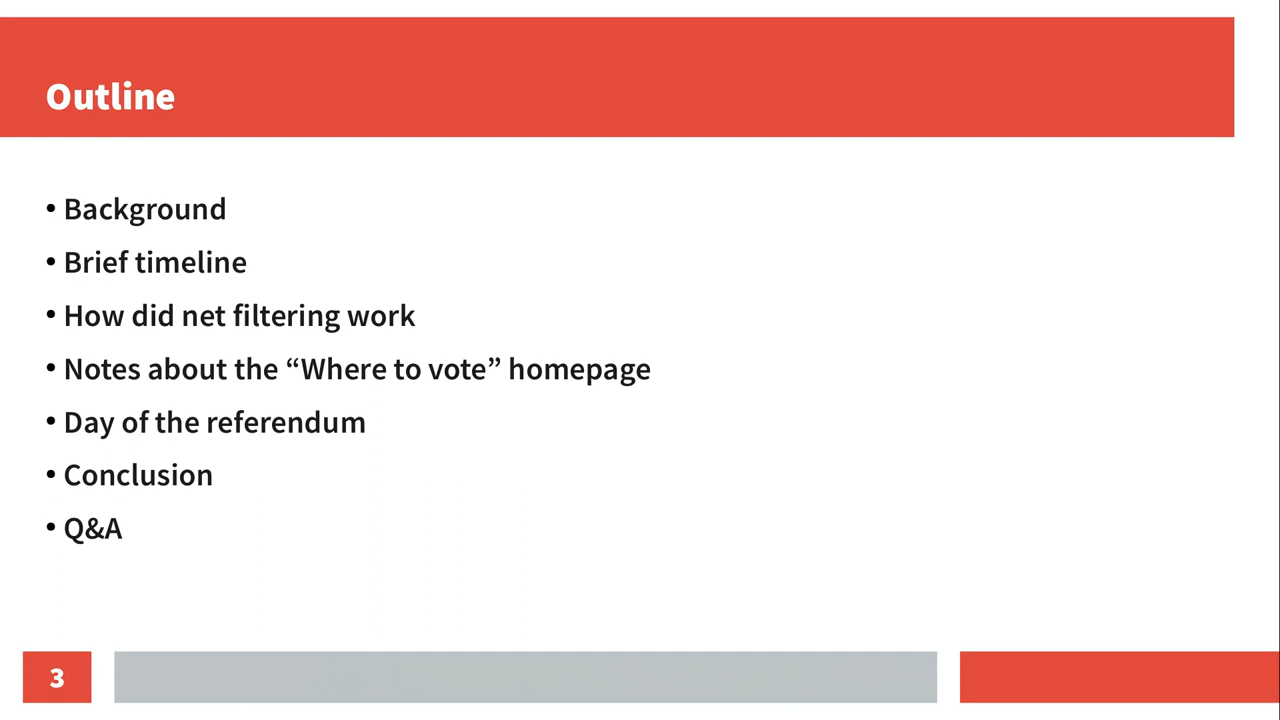 Outline
• Background
• Brief timeline
• How did net filtering work
• Notes about the “Where to vote” homepage
• Day of the referendum
• Conclusion
• Q&A
3